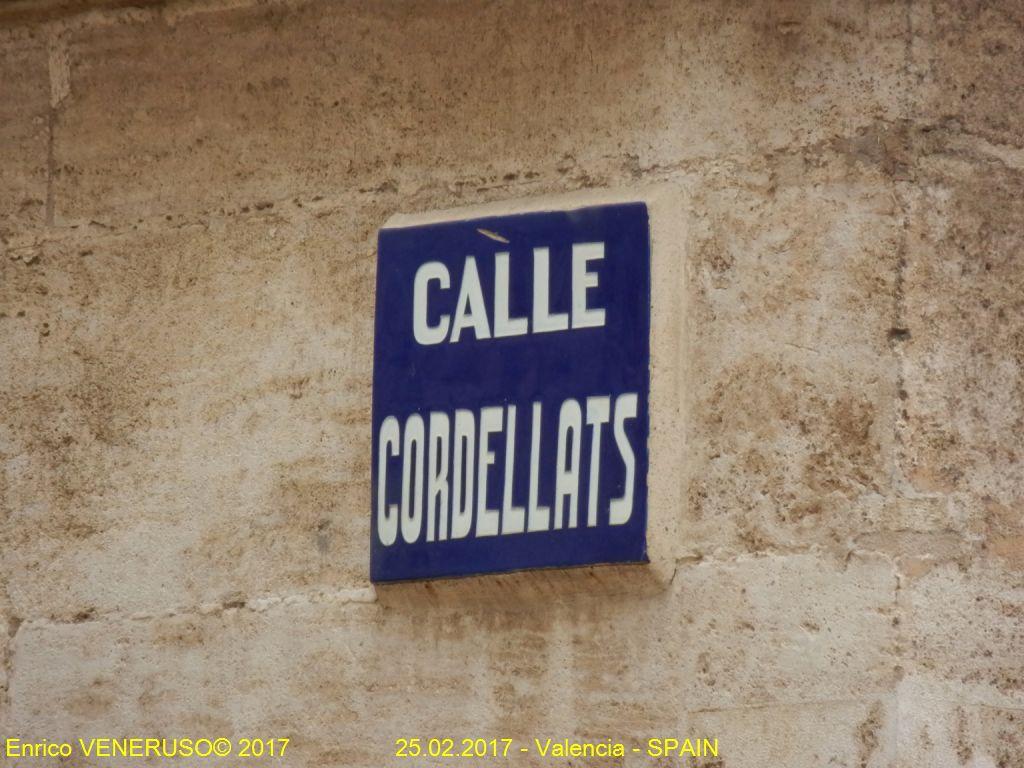 CALLE
CORDELLATS
Enrico VENERUSO© 2017 25.02.2017 - Valencia - SPAIN